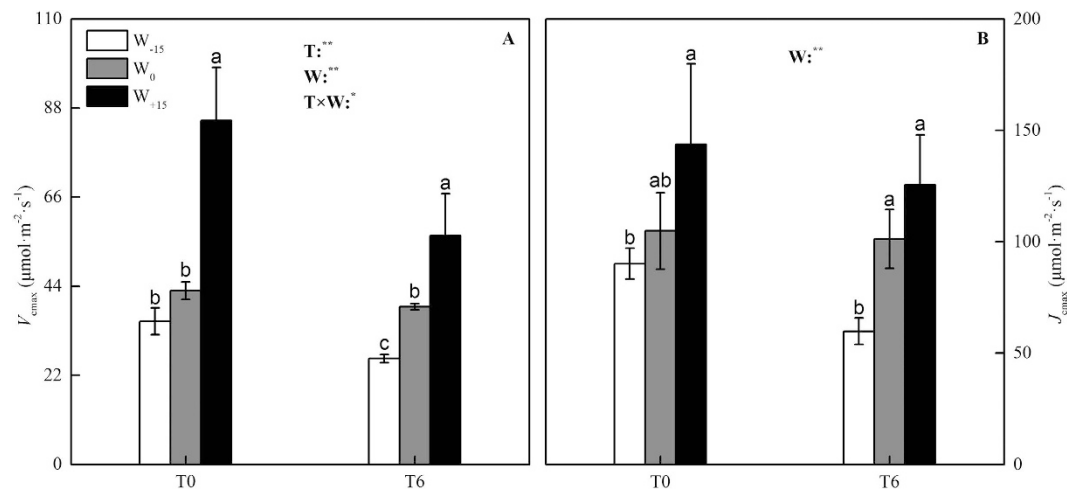 W-15
W0
W+15
A
T:**
W:**
T×W:*
B
W:**
110
88
66
44
22
0
Vcmax (μmol·m-2·s-1)
b
b
a
c
b
a
T0
T6
b
ab
a
b
a
a
T0
T6
200
150
100
50
0
Jcmax (μmol·m-2·s-1)